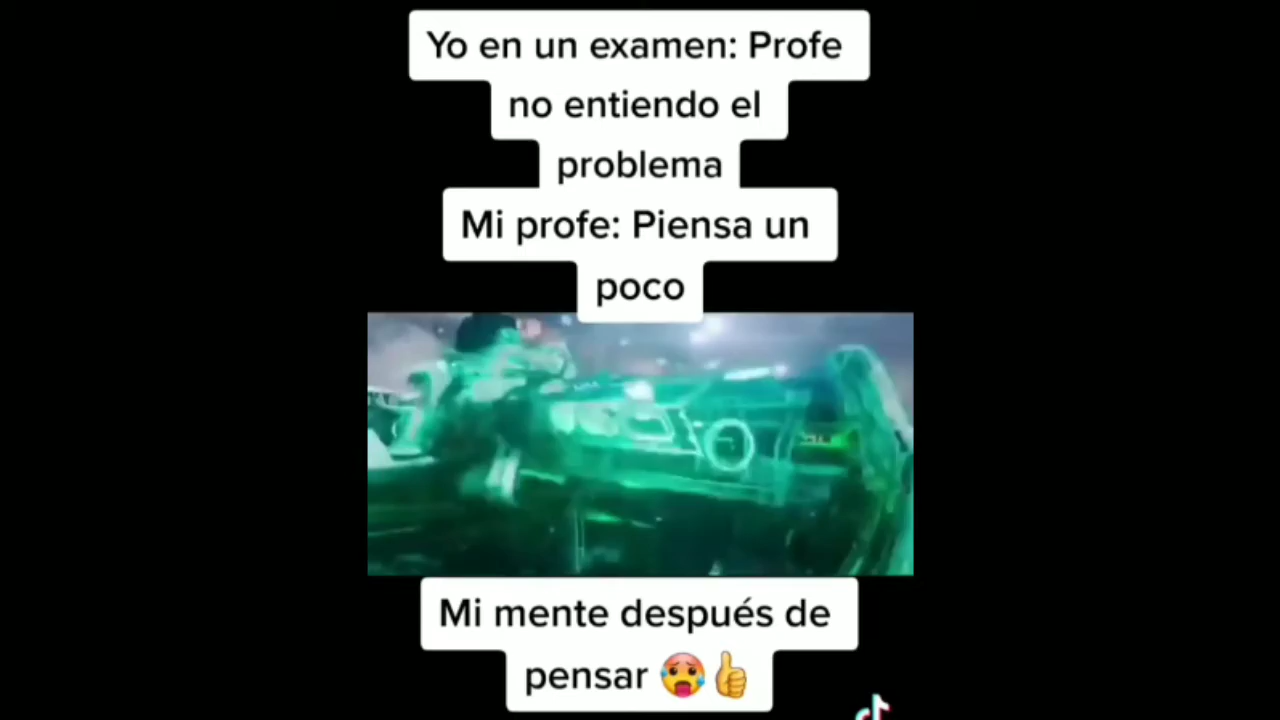 Yo en un examen: Profe
no entiendo el
problema
Mi profe: Piensa un
poco
Mi mente después de
pensar 🥵👍